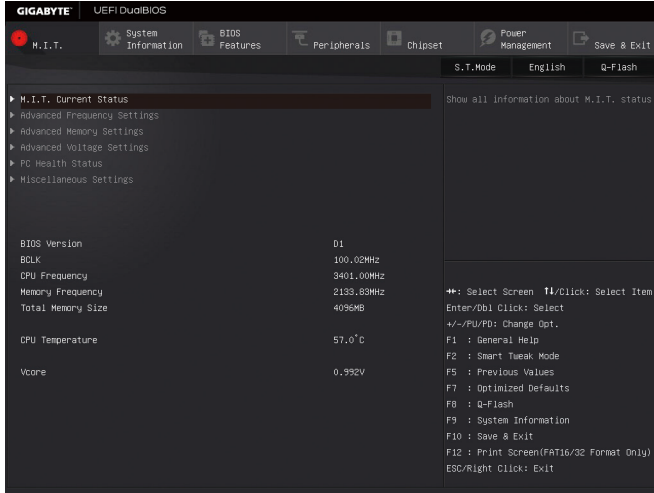 GIGABYTE™ UEFI DualBIOS
M.I.T.
System Information
BIOS Features
Peripherals
Chipset
Power Management
Save & Exit
S.T.Mode English Q-Flash
M.I.T. Current Status
Advanced Frequency Settings
Advanced Memory Settings
Advanced Voltage Settings
PC Health Status
Miscellaneous Settings
Show all information about M.I.T. status
BIOS Version D1
BCLK 100.02MHz
CPU Frequency 3401.00MHz
Memory Frequency 2133.83MHz
Total Memory Size 4096MB
CPU Temperature 57.0°C
Vcore 0.992V
→←: Select Screen ↑↓/Click: Select Item
Enter/Dbl Click: Select
+/-/PU/PD: Change Opt.
F1 : General Help
F2 : Smart Tweak Mode
F5 : Previous Values
F7 : Optimized Defaults
F8 : Q-Flash
F9 : System Information
F10 : Save & Exit
F12 : Print Screen(FAT16/32 Format Only)
ESC/Right Click: Exit